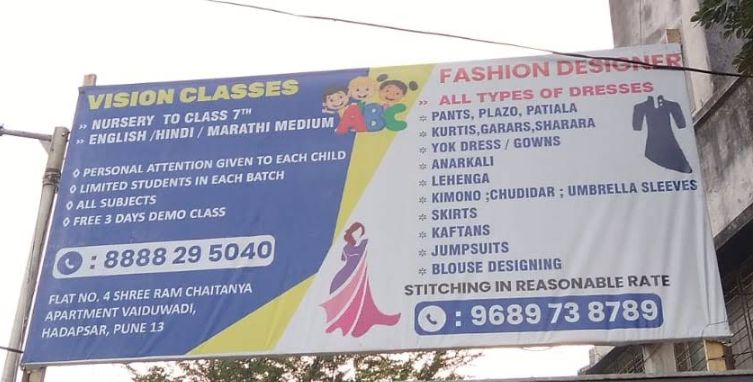 VISION CLASSES
» NURSERY TO CLASS 7TH
» ENGLISH /HINDI / MARATHI MEDIUM
◊ PERSONAL ATTENTION GIVEN TO EACH CHILD
◊ LIMITED STUDENTS IN EACH BATCH
◊ ALL SUBJECTS
◊ FREE 3 DAYS DEMO CLASS
: 8888 29 5040
FLAT NO. 4 SHREE RAM CHAITANYA
APARTMENT VAIDUWADI,
HADAPSAR, PUNE 13
ABC
FASHION DESIGNER
» ALL TYPES OF DRESSES
* PANTS, PLAZO, PATIALA
* KURTIS,GARARS,SHARARA
* YOK DRESS / GOWNS
* ANARKALI
* LEHENGA
* KIMONO ;CHUDIDAR ; UMBRELLA SLEEVES
* SKIRTS
* KAFTANS
* JUMPSUITS
* BLOUSE DESIGNING
STITCHING IN REASONABLE RATE
: 9689 73 8789